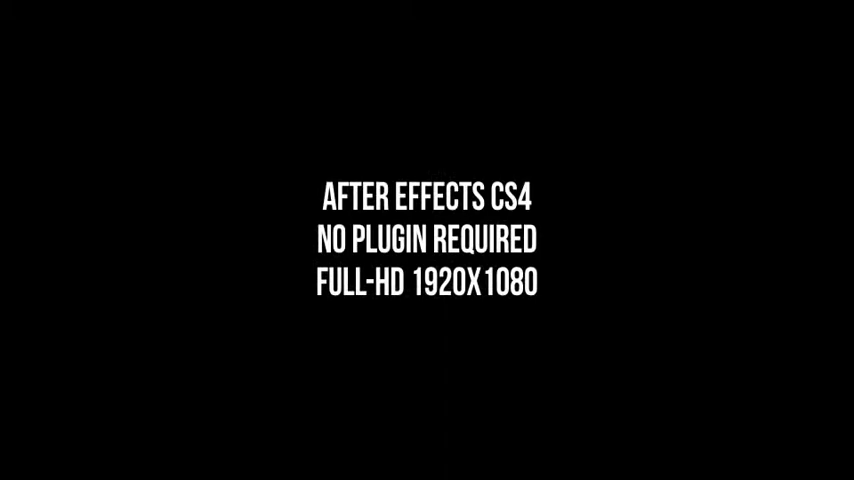 AFTER EFFECTS CS4
NO PLUGIN REQUIRED
FULL-HD 1920X1080